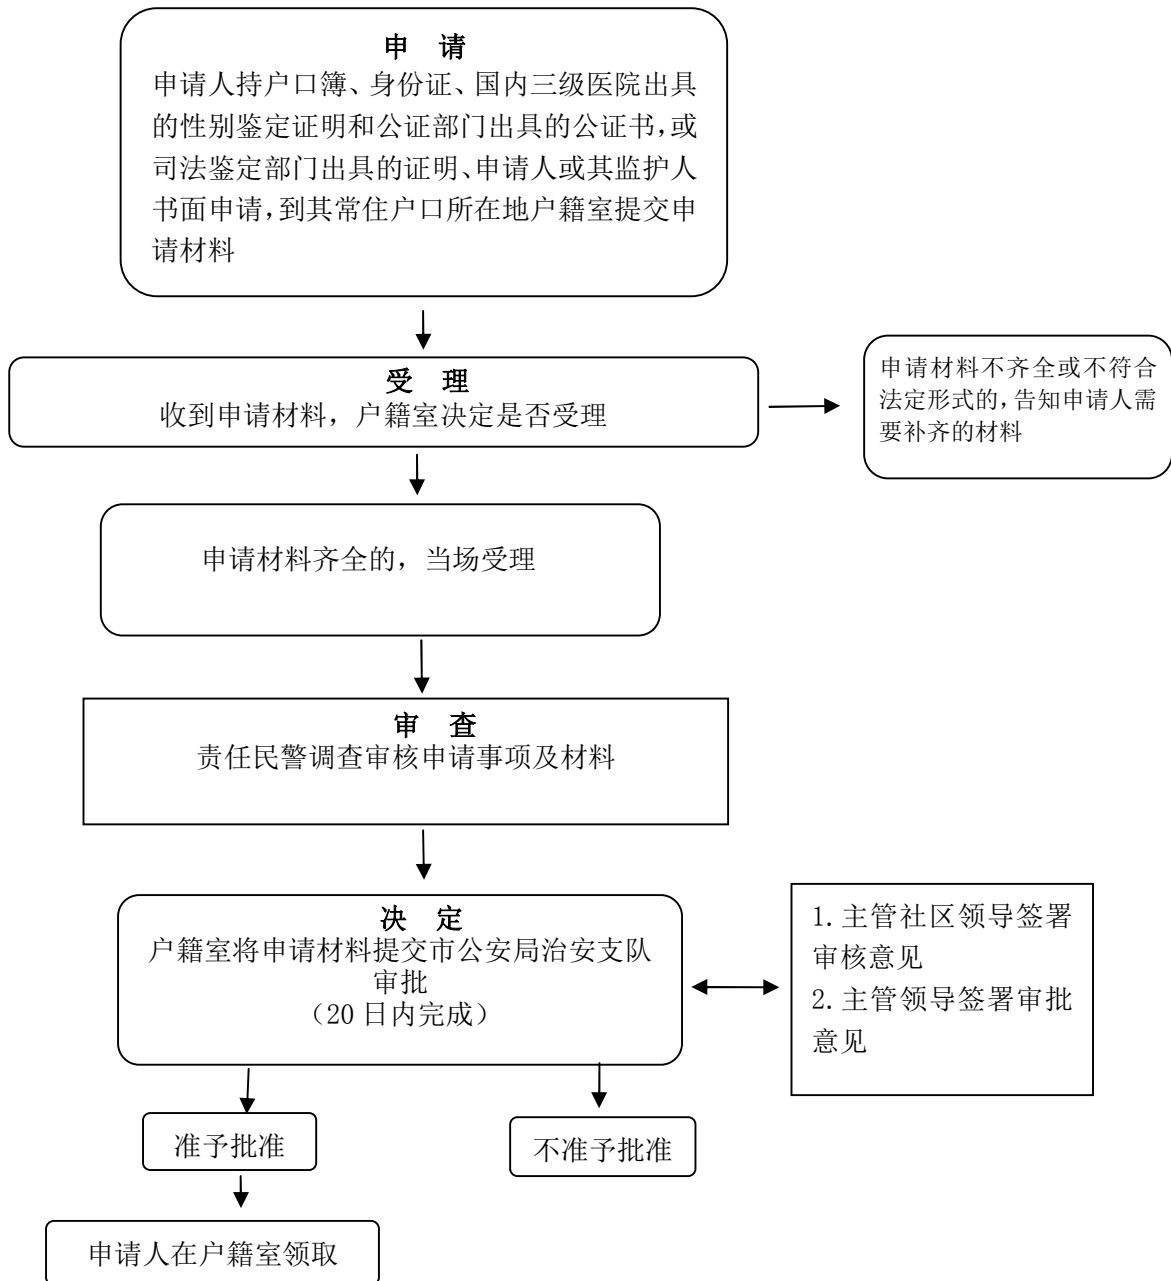 申 请
申请人持户口簿、身份证、国内三级医院出具
的性别鉴定证明和公证部门出具的公证书,或
司法鉴定部门出具的证明、申请人或其监护人
书面申请,到其常住户口所在地户籍室提交申
请材料
受 理
收到申请材料，户籍室决定是否受理
申请材料不齐全或不符合
法定形式的，告知申请人需
要补齐的材料
申请材料齐全的，当场受理
审 查
责任民警调查审核申请事项及材料
决 定
户籍室将申请材料提交市公安局治安支队
审批
（20 日内完成）
1.主管社区领导签署
审核意见
2.主管领导签署审批
意见
准予批准
不准予批准
申请人在户籍室领取